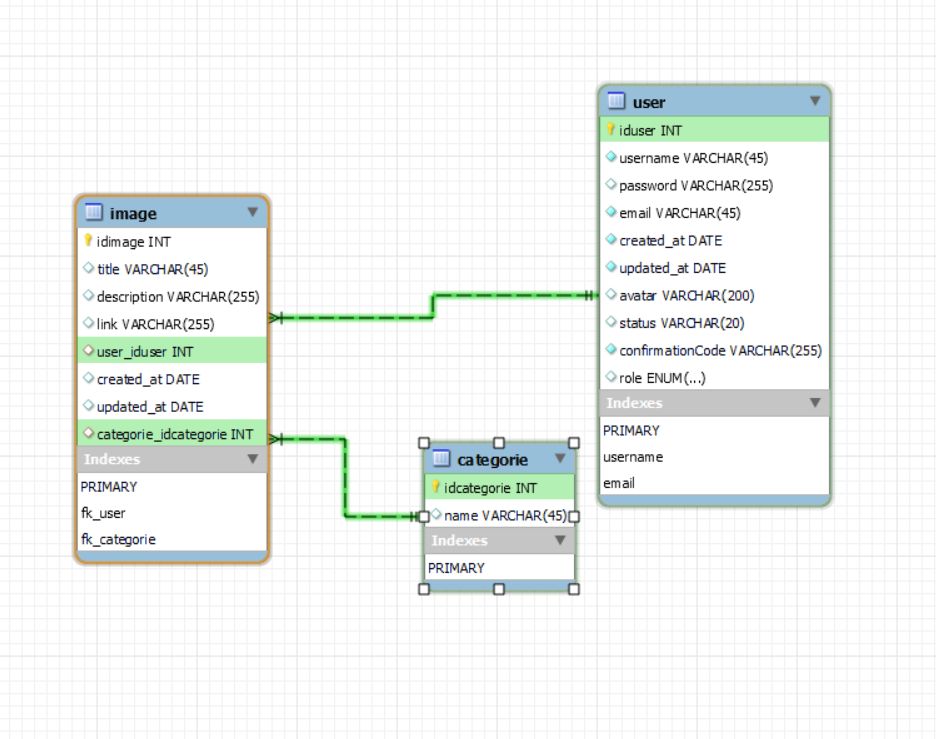 image
idimage INT
title VARCHAR(45)
description VARCHAR(255)
link VARCHAR(255)
user_iduser INT
created_at DATE
updated_at DATE
categorie_idcategorie INT
Indexes
PRIMARY
fk_user
fk_categorie
categorie
idcategorie INT
name VARCHAR(45)
Indexes
PRIMARY
user
iduser INT
username VARCHAR(45)
password VARCHAR(255)
email VARCHAR(45)
created_at DATE
updated_at DATE
avatar VARCHAR(200)
status VARCHAR(20)
confirmationCode VARCHAR(255)
role ENUM(...)
Indexes
PRIMARY
username
email